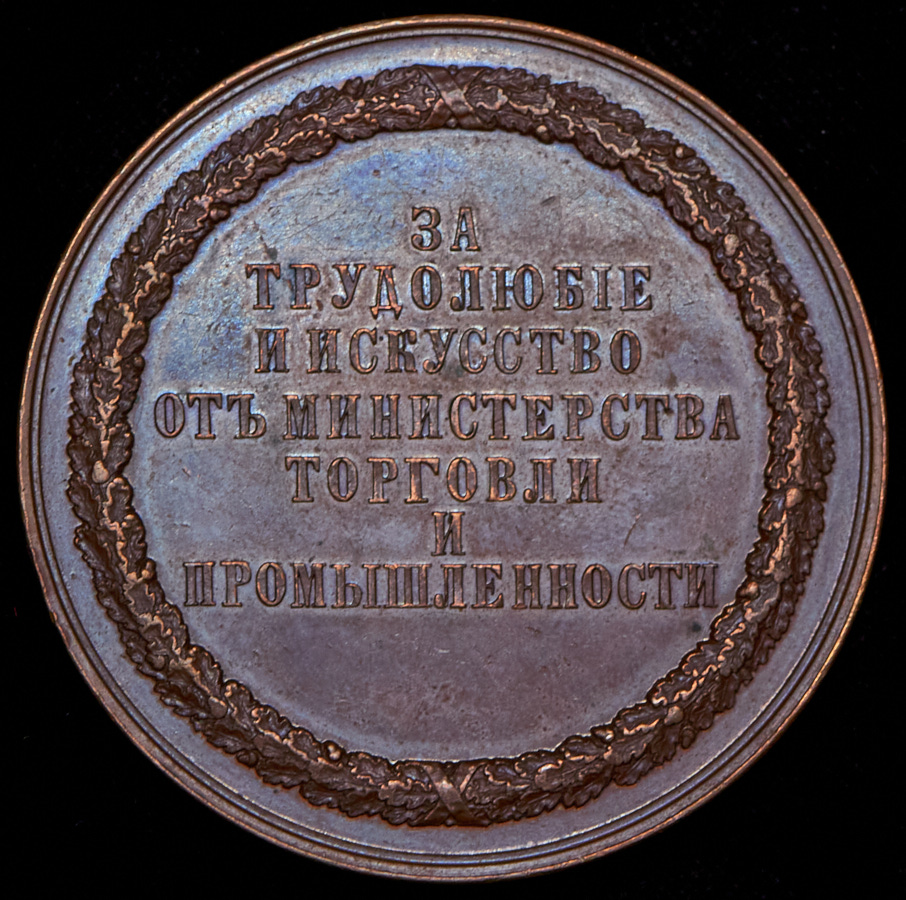 ЗА
ТРУДОЛЮБІЕ
И ИСКУССТВО
ОТЪ МИНИСТЕРСТВА
ТОРГОВЛИ
И
ПРОМЫШЛЕННОСТИ